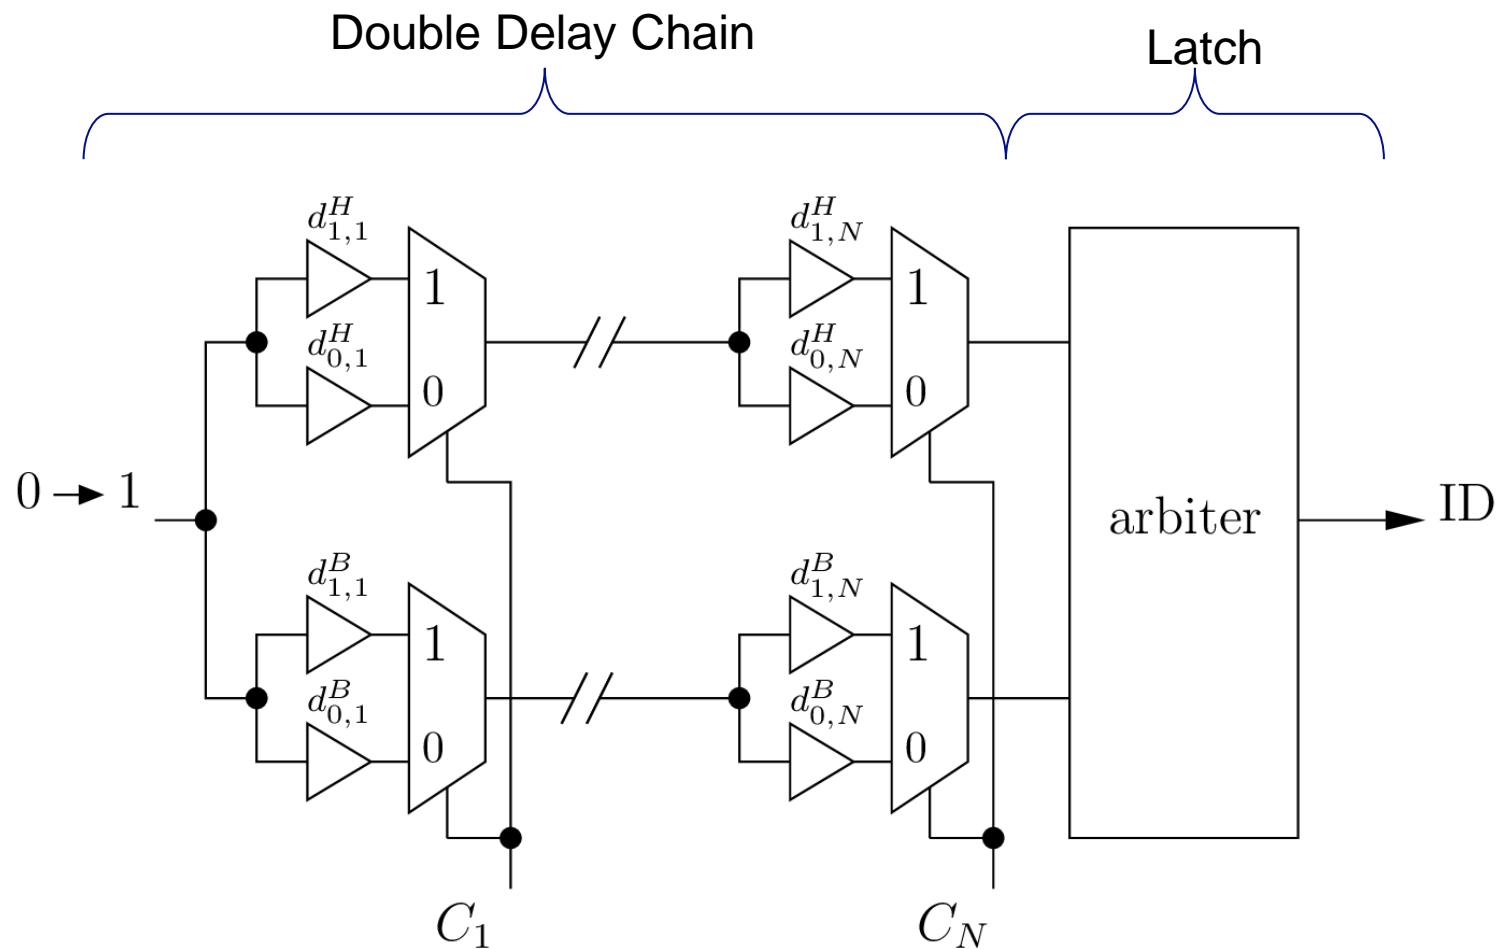 Double Delay Chain
Latch
d^H_{1,1}
1
d^H_{0,1}
0
d^H_{1,N}
1
d^H_{0,N}
0
0 → 1
arbiter
ID
d^B_{1,1}
1
d^B_{0,1}
0
d^B_{1,N}
1
d^B_{0,N}
0
C_1
C_N